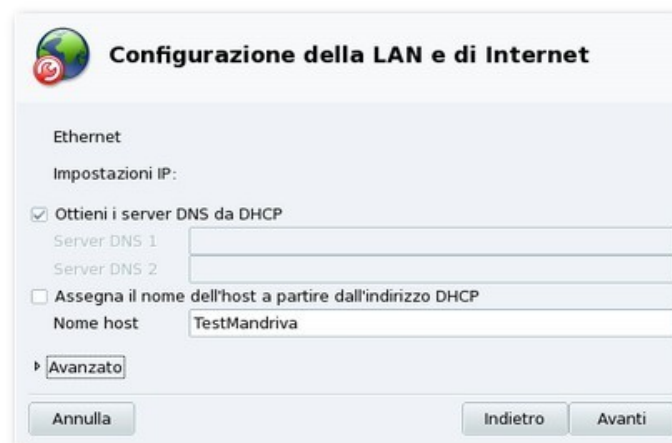 Configurazione della LAN e di Internet
Ethernet
Impostazioni IP:
Ottieni i server DNS da DHCP
Server DNS 1
Server DNS 2
Assegna il nome dell'host a partire dall'indirizzo DHCP
Nome host TestMandriva
Avanzato
Annulla Indietro Avanti